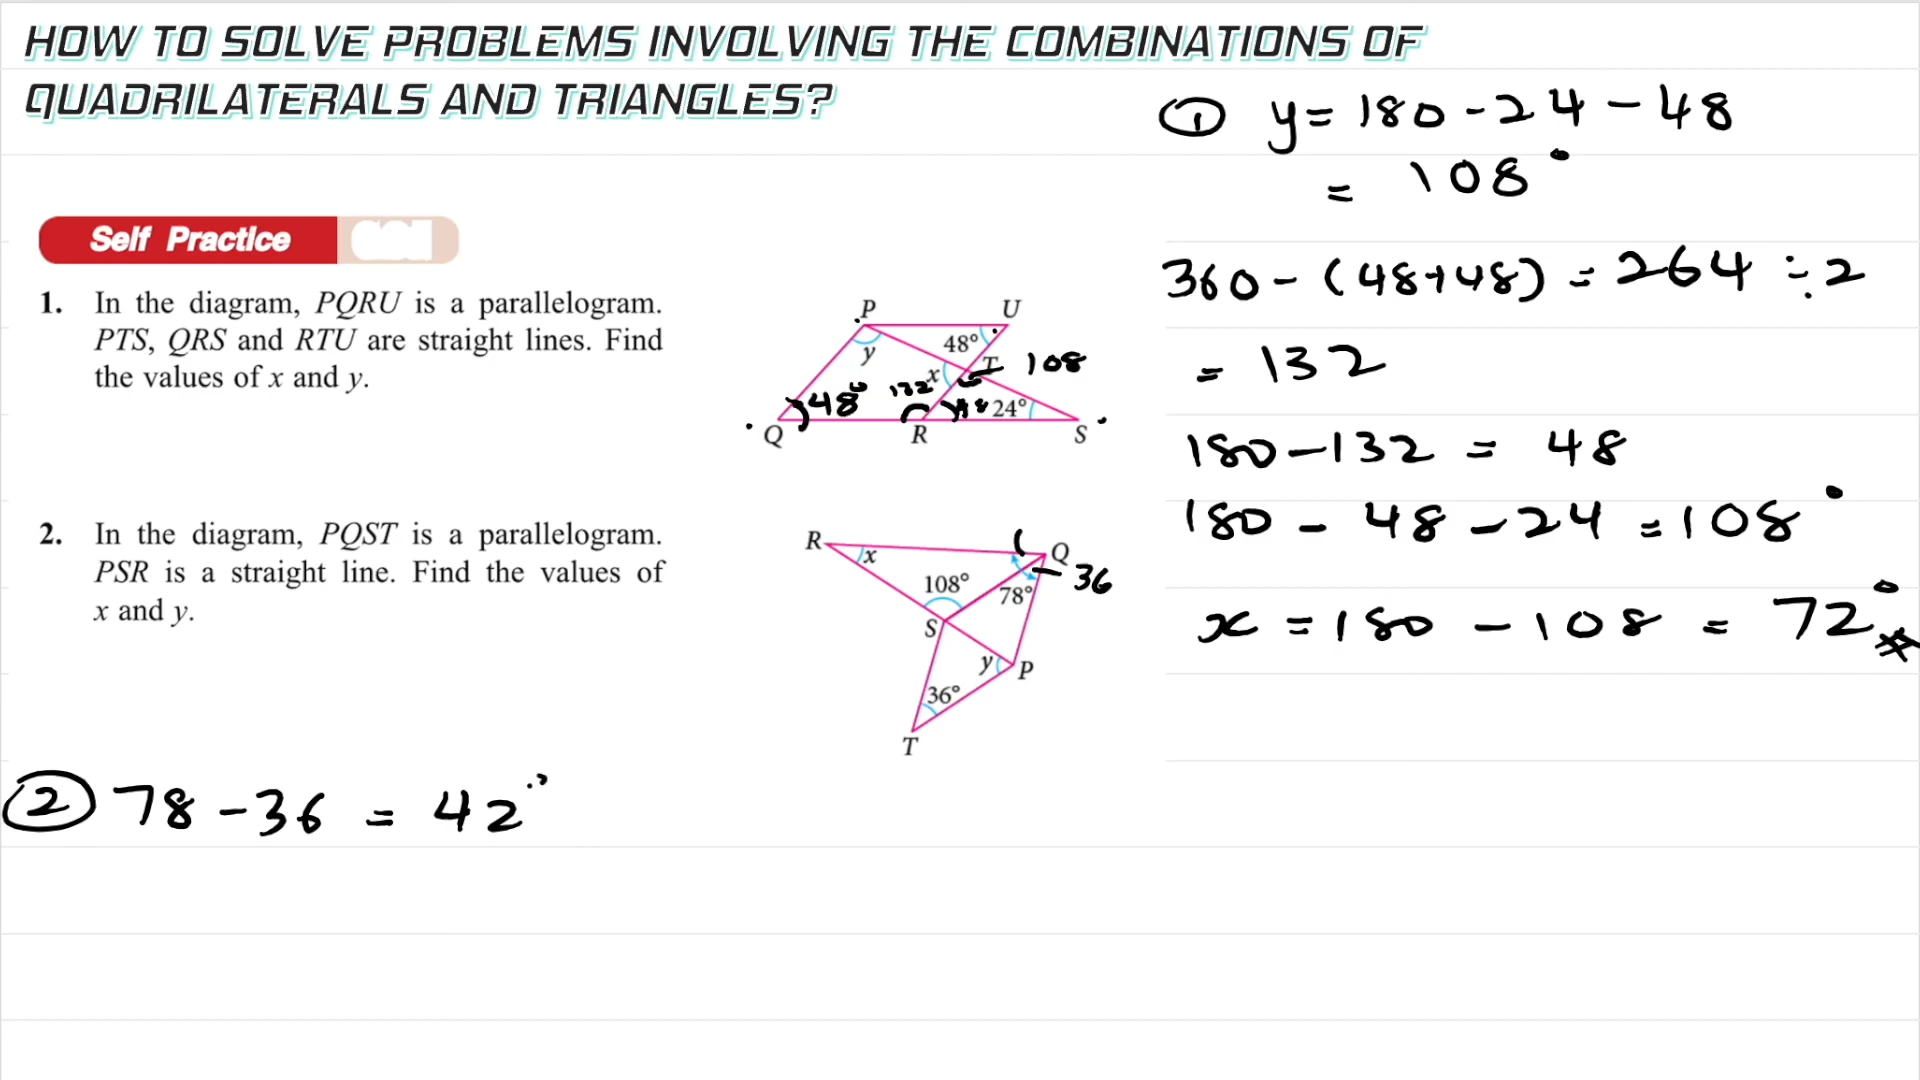 HOW TO SOLVE PROBLEMS INVOLVING THE COMBINATIONS OF
QUADRILATERALS AND TRIANGLES?
Self Practice
1. In the diagram, PQRU is a parallelogram.
PTS, QRS and RTU are straight lines. Find
the values of x and y.
P U
y 48°
x T 108
48° 132 48 24°
Q R S
2. In the diagram, PQST is a parallelogram.
PSR is a straight line. Find the values of
x and y.
R x Q
108° 78° 36
S
y P
36°
T
① y = 180 - 24 - 48
= 108°
360 - (48+48) = 264 ÷ 2
= 132
180 - 132 = 48
180 - 48 - 24 = 108°
x = 180 - 108 = 72°
② 78 - 36 = 42°